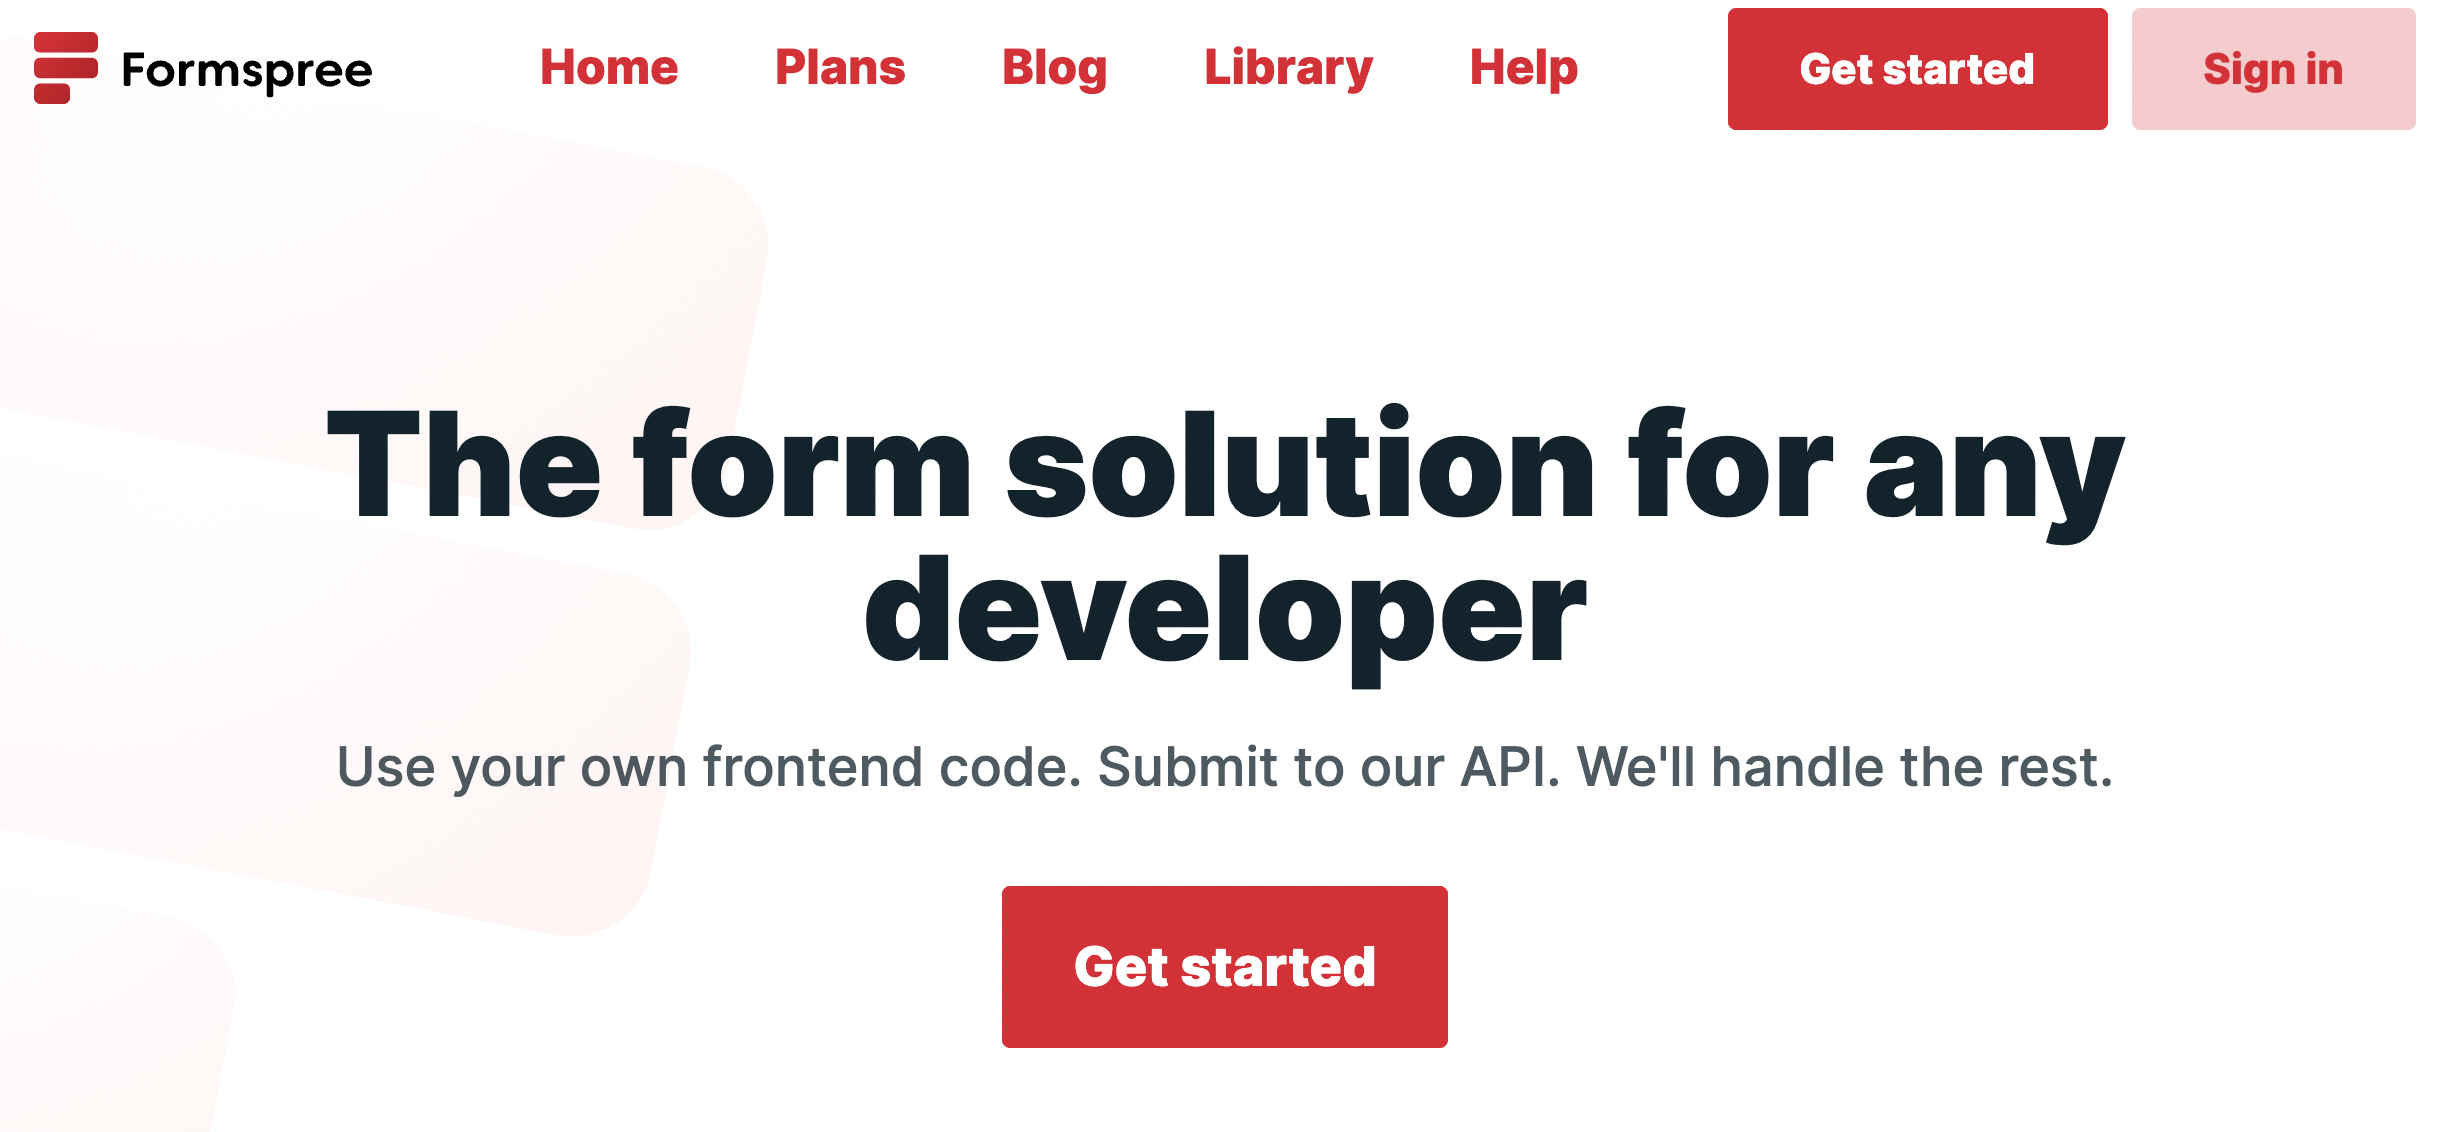 Formspree
Home
Plans
Blog
Library
Help
Get started
Sign in
The form solution for any
developer
Use your own frontend code. Submit to our API. We'll handle the rest.
Get started